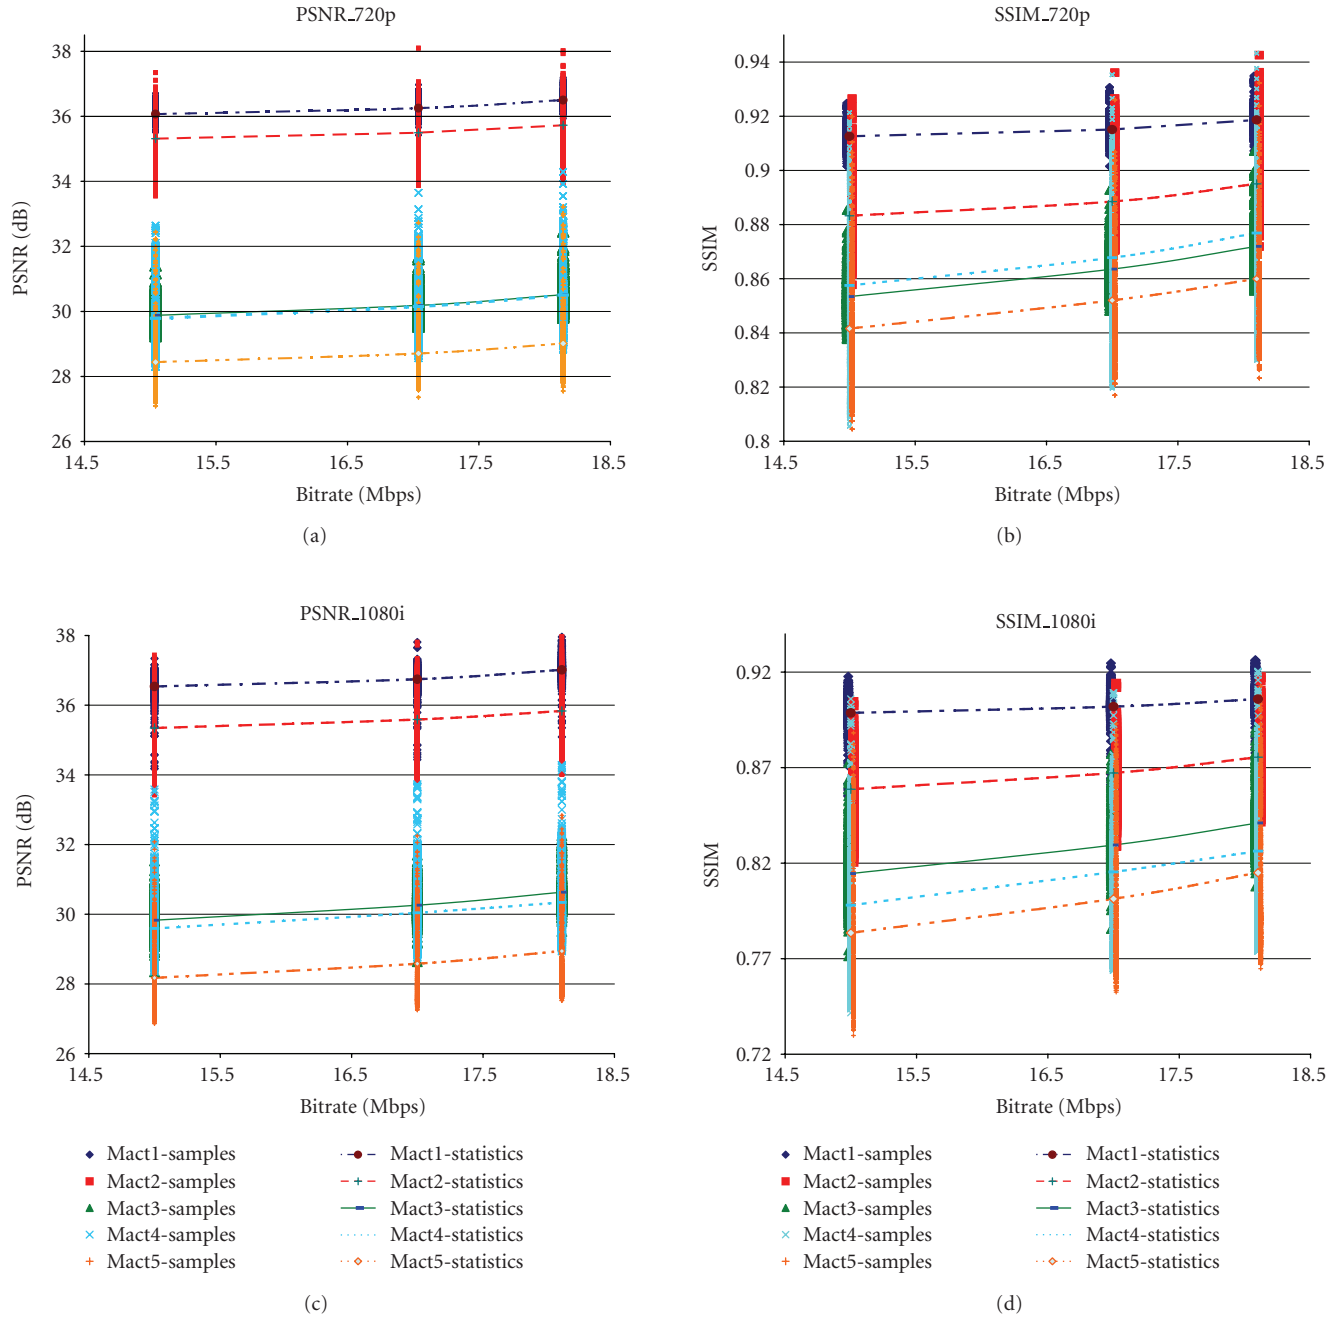 PSNR_720p
38
36
34
32
30
28
26
PSNR (dB)
14.5 15.5 16.5 17.5 18.5
Bitrate (Mbps)
(a)
SSIM_720p
0.94
0.92
0.9
0.88
0.86
0.84
0.82
0.8
SSIM
14.5 15.5 16.5 17.5 18.5
Bitrate (Mbps)
(b)
PSNR_1080i
38
36
34
32
30
28
26
PSNR (dB)
14.5 15.5 16.5 17.5 18.5
Bitrate (Mbps)
Mact1-samples Mact1-statistics
Mact2-samples Mact2-statistics
Mact3-samples Mact3-statistics
Mact4-samples Mact4-statistics
Mact5-samples Mact5-statistics
(c)
SSIM_1080i
0.92
0.87
0.82
0.77
0.72
SSIM
14.5 15.5 16.5 17.5 18.5
Bitrate (Mbps)
Mact1-samples Mact1-statistics
Mact2-samples Mact2-statistics
Mact3-samples Mact3-statistics
Mact4-samples Mact4-statistics
Mact5-samples Mact5-statistics
(d)